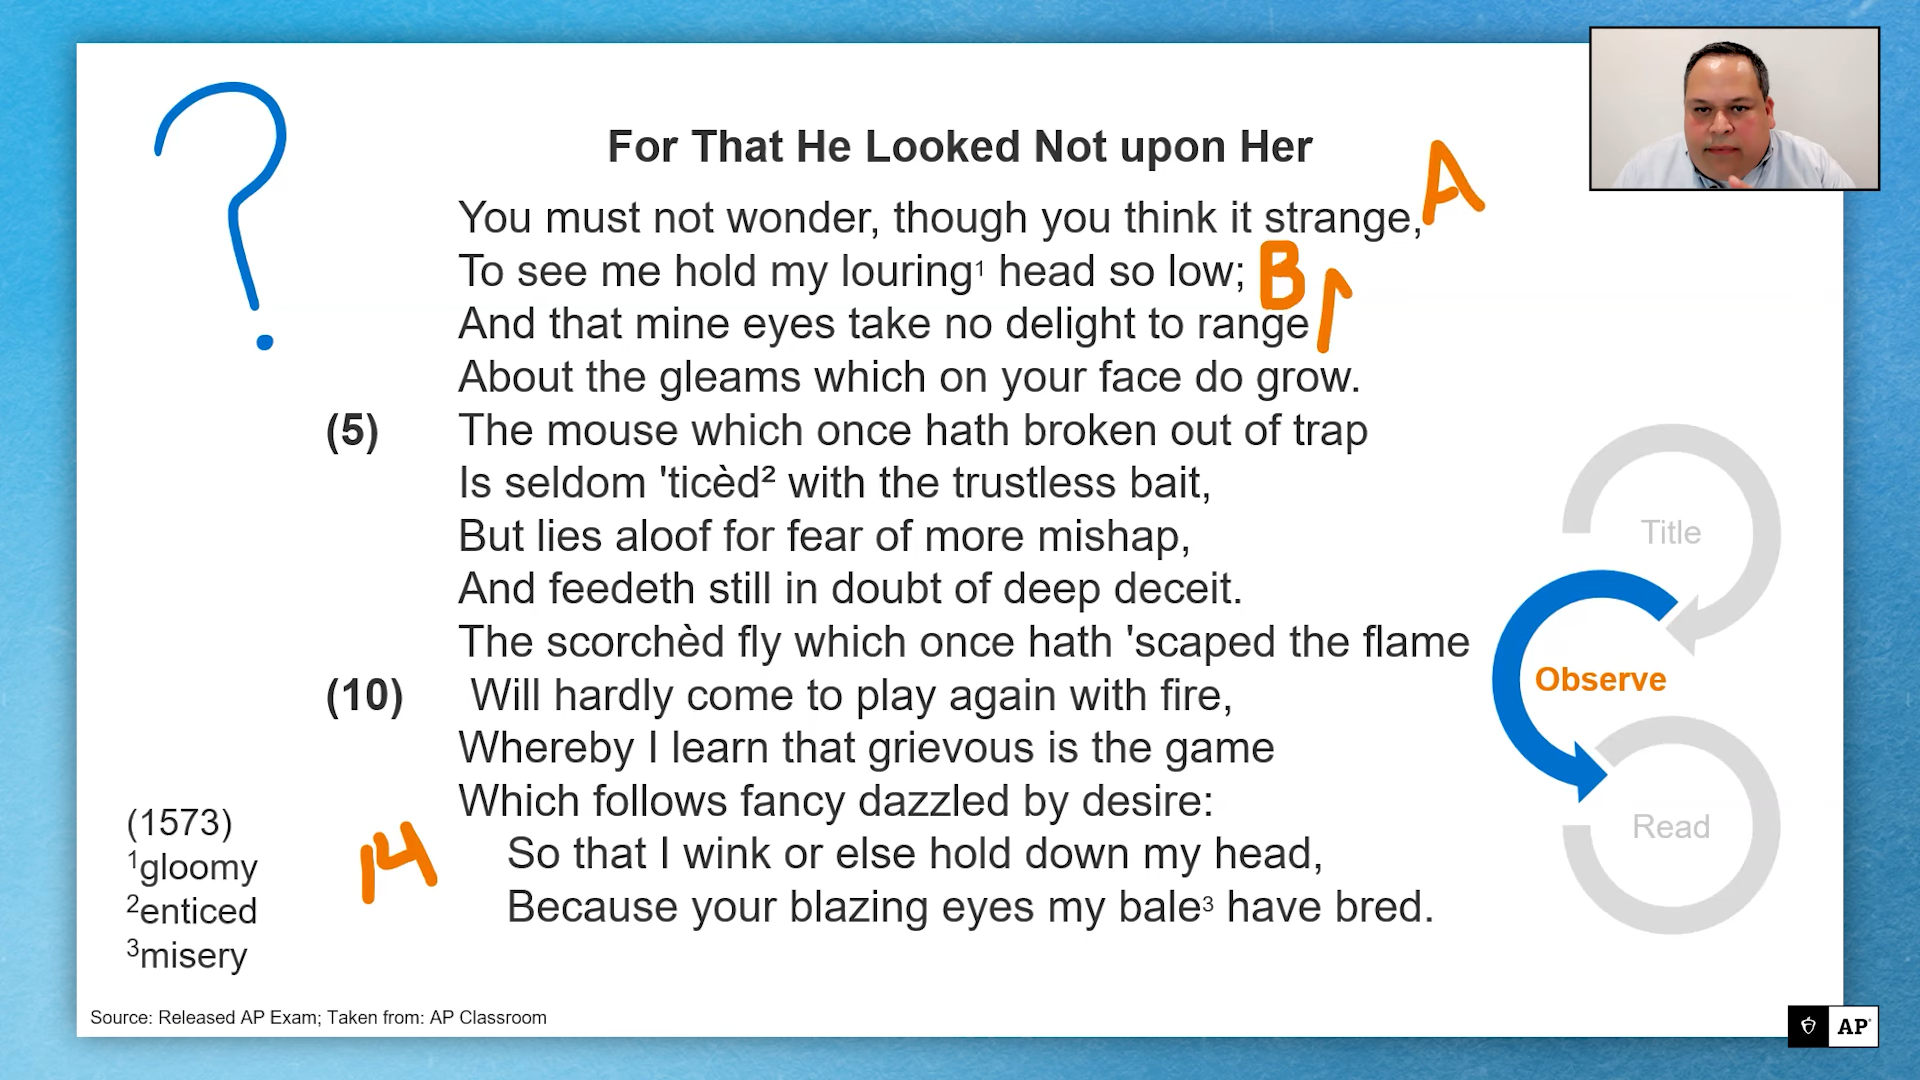 For That He Looked Not upon Her
A
You must not wonder, though you think it strange,
To see me hold my louring¹ head so low; B
And that mine eyes take no delight to range
About the gleams which on your face do grow.
(5) The mouse which once hath broken out of trap
Is seldom 'ticèd² with the trustless bait,
But lies aloof for fear of more mishap,
And feedeth still in doubt of deep deceit.
The scorchèd fly which once hath 'scaped the flame
(10) Will hardly come to play again with fire,
Whereby I learn that grievous is the game
Which follows fancy dazzled by desire:
So that I wink or else hold down my head,
14 Because your blazing eyes my bale³ have bred.
(1573)
¹gloomy
²enticed
³misery
?
Title
Observe
Read
Source: Released AP Exam; Taken from: AP Classroom
AP